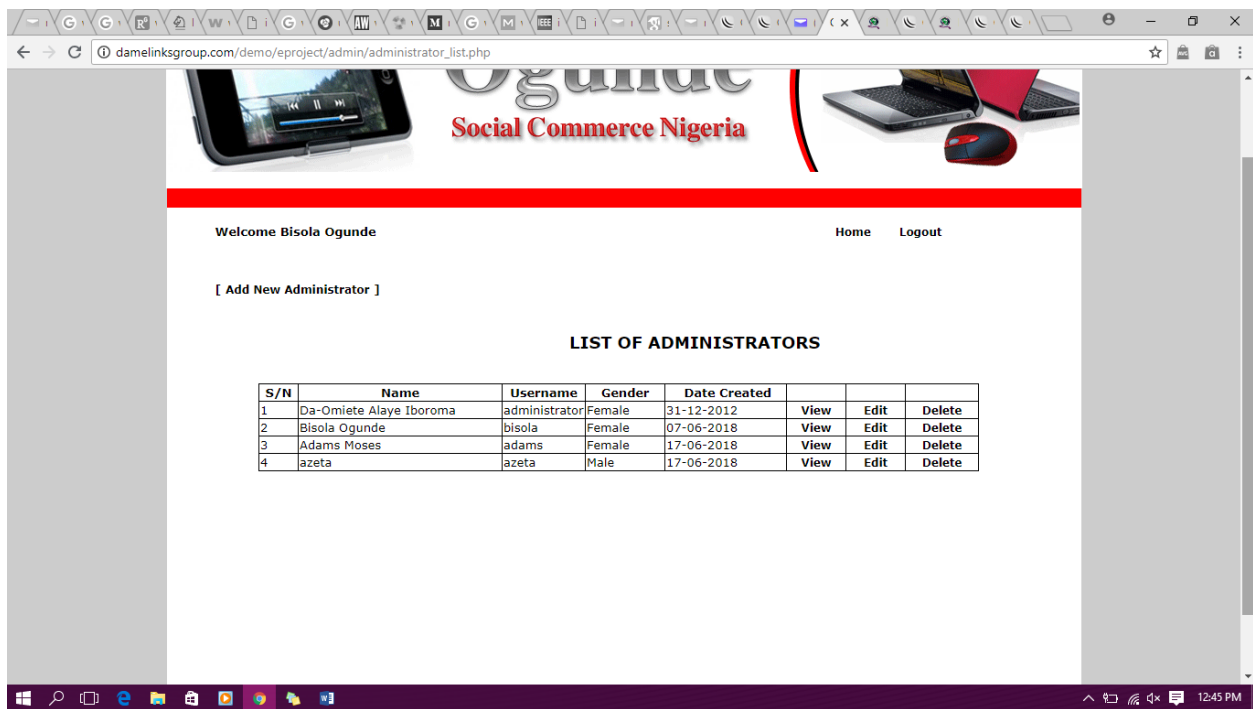 damelinksgroup.com/demo/eproject/admin/administrator_list.php
Ogunde
Social Commerce Nigeria
Welcome Bisola Ogunde Home Logout
[ Add New Administrator ]
LIST OF ADMINISTRATORS
S/N Name Username Gender Date Created
1 Da-Omiete Alaye Iboroma administrator Female 31-12-2012 View Edit Delete
2 Bisola Ogunde bisola Female 07-06-2018 View Edit Delete
3 Adams Moses adams Female 17-06-2018 View Edit Delete
4 azeta azeta Male 17-06-2018 View Edit Delete
12:45 PM